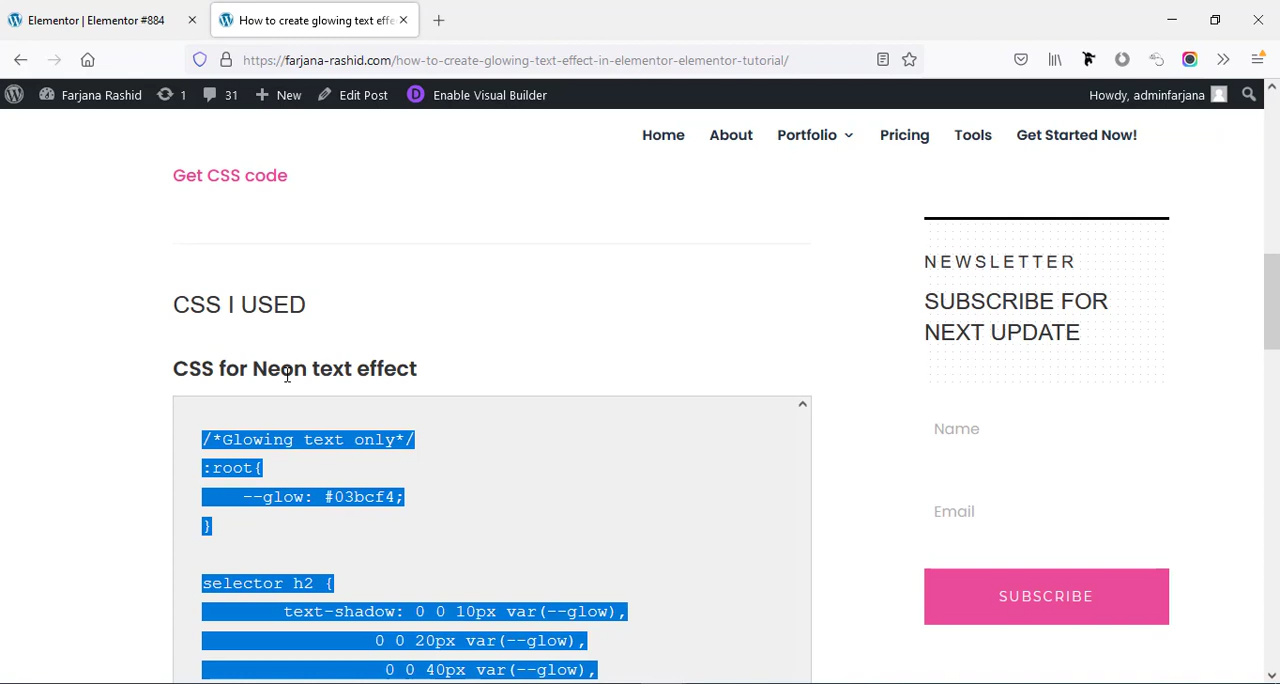 Elementor | Elementor #884
How to create glowing text effe
https://farjana-rashid.com/how-to-create-glowing-text-effect-in-elementor-elementor-tutorial/
Farjana Rashid 1 31 New Edit Post D Enable Visual Builder Howdy, adminfarjana
Home About Portfolio Pricing Tools Get Started Now!
Get CSS code
CSS I USED
CSS for Neon text effect
/*Glowing text only*/
:root{
--glow: #03bcf4;
}
selector h2 {
text-shadow: 0 0 10px var(--glow),
0 0 20px var(--glow),
0 0 40px var(--glow),
NEWSLETTER
SUBSCRIBE FOR
NEXT UPDATE
Name
Email
SUBSCRIBE